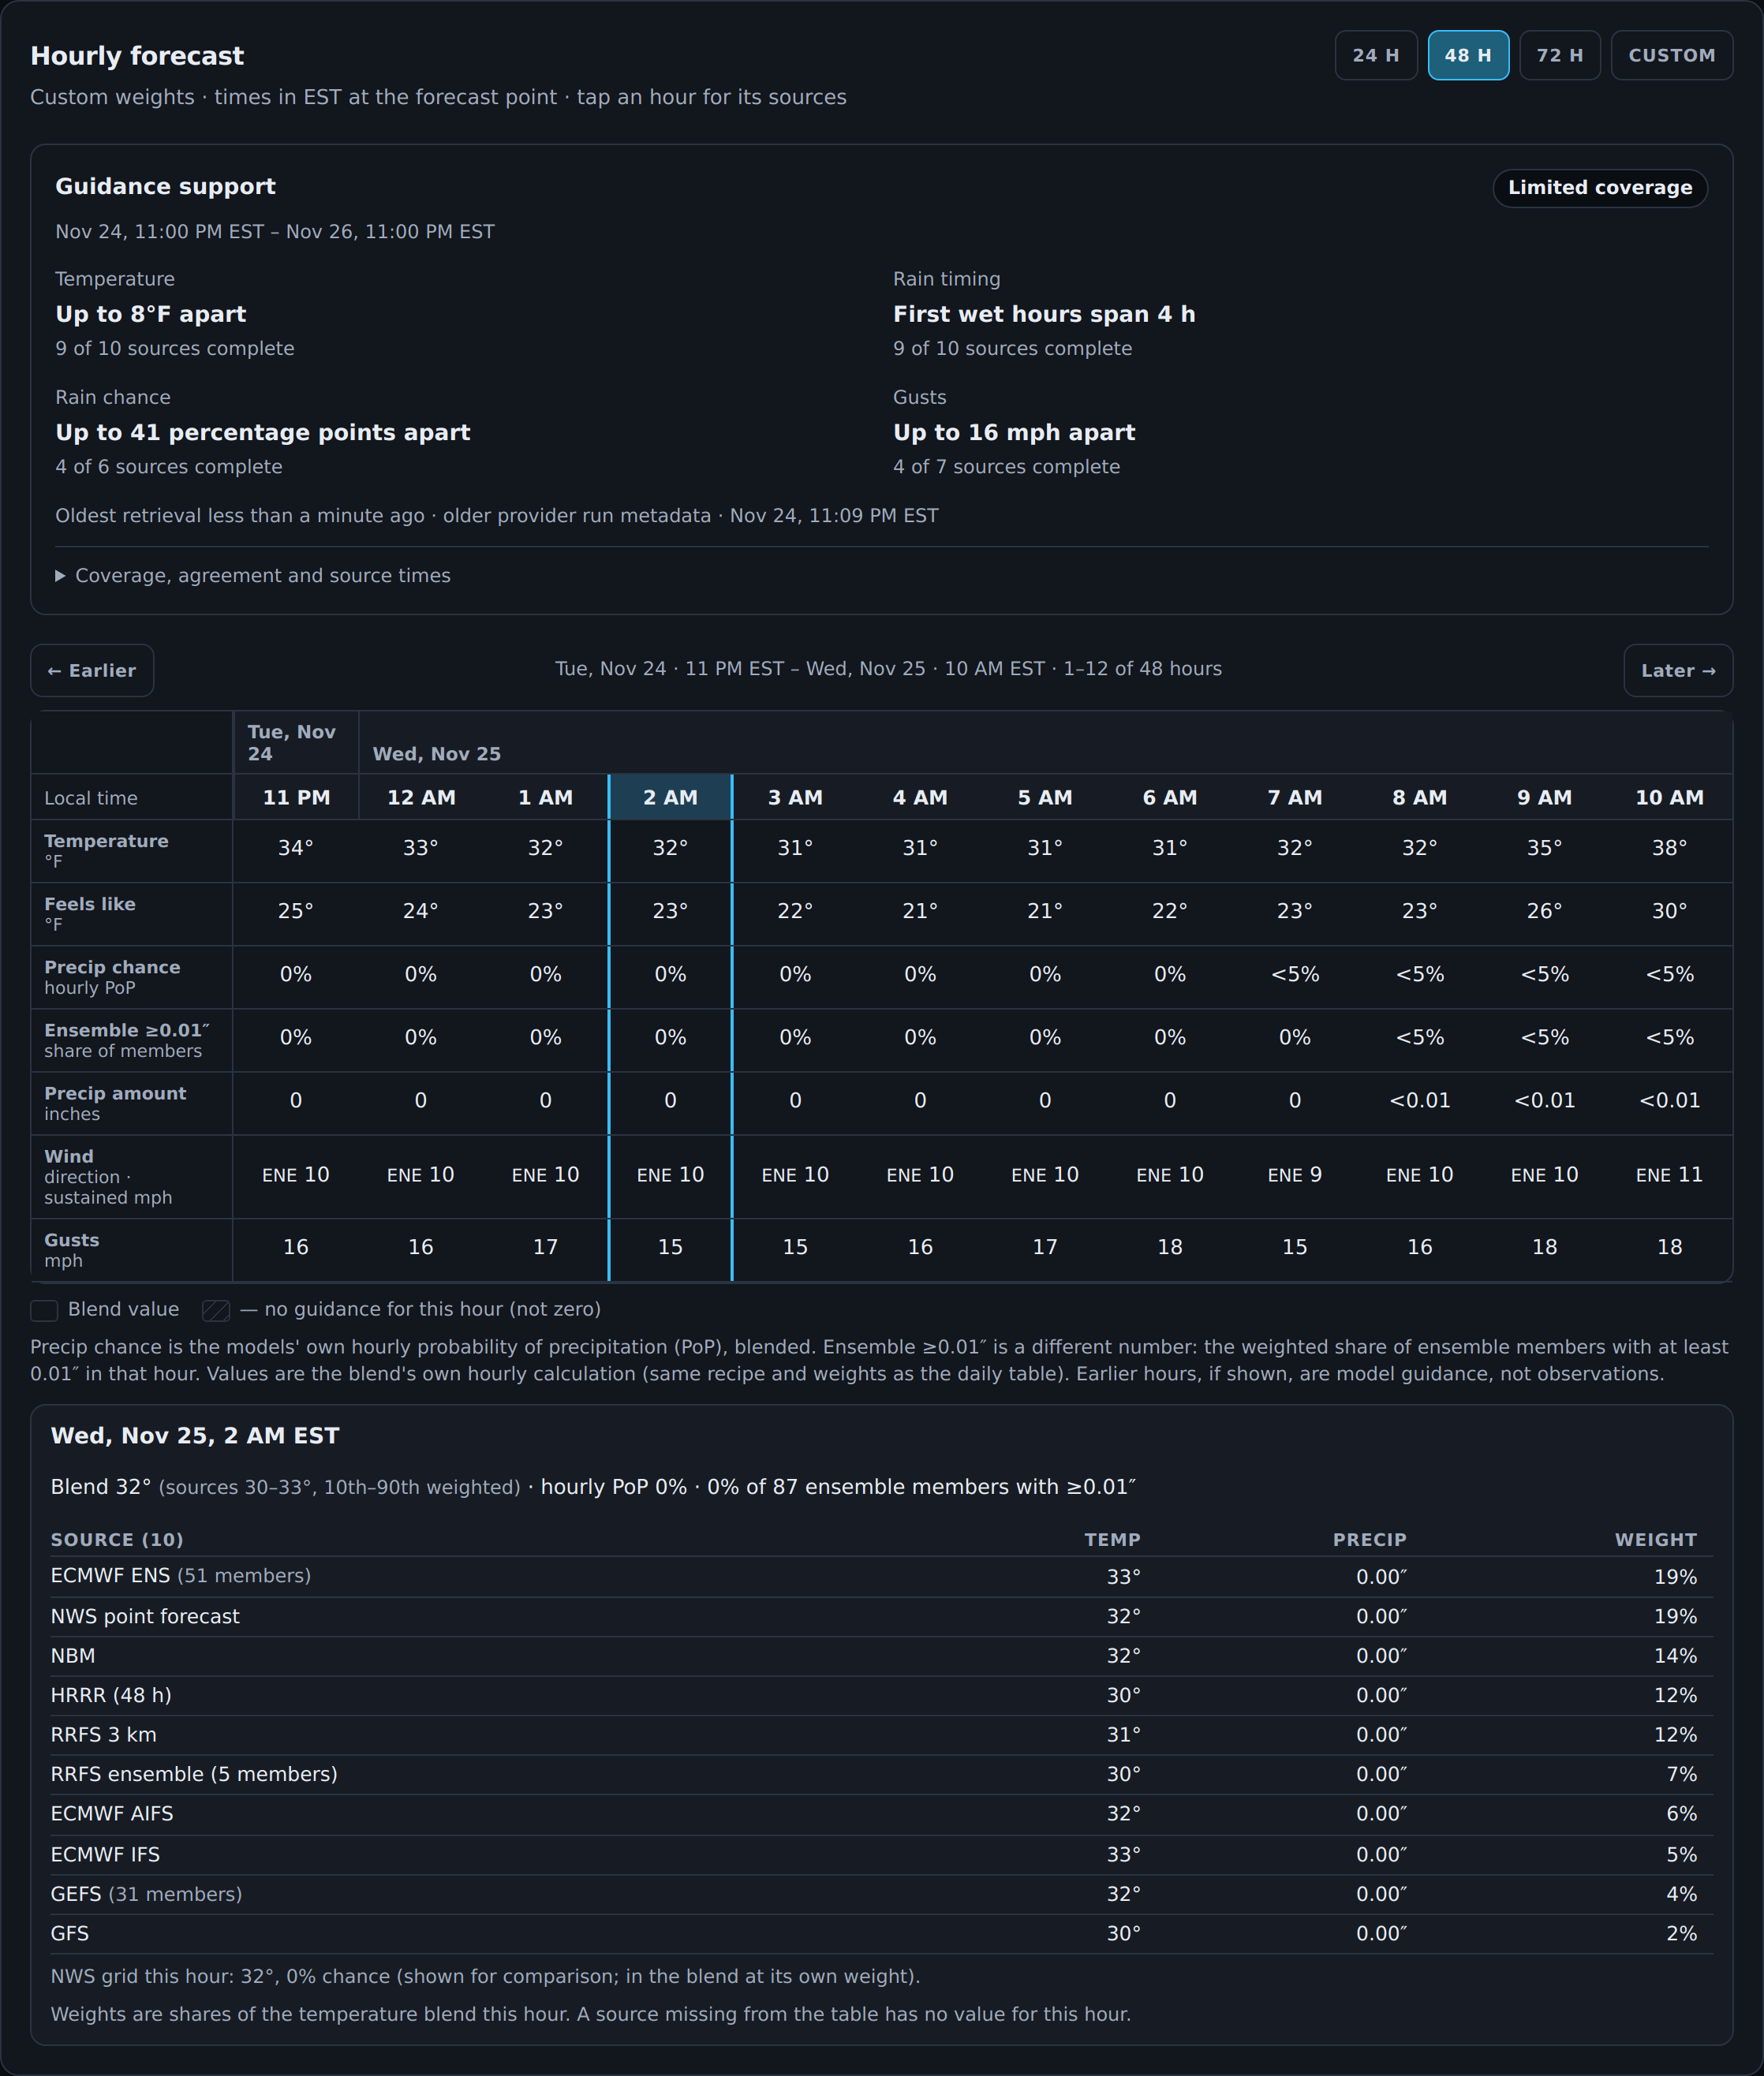 Hourly forecast
24 H 48 H 72 H CUSTOM
Custom weights · times in EST at the forecast point · tap an hour for its sources
Guidance support
Limited coverage
Nov 24, 11:00 PM EST – Nov 26, 11:00 PM EST
Temperature
Up to 8°F apart
9 of 10 sources complete
Rain timing
First wet hours span 4 h
9 of 10 sources complete
Rain chance
Up to 41 percentage points apart
4 of 6 sources complete
Gusts
Up to 16 mph apart
4 of 7 sources complete
Oldest retrieval less than a minute ago · older provider run metadata · Nov 24, 11:09 PM EST
▶ Coverage, agreement and source times
← Earlier
Tue, Nov 24 · 11 PM EST – Wed, Nov 25 · 10 AM EST · 1–12 of 48 hours
Later →
Tue, Nov
24
Wed, Nov 25
Local time 11 PM 12 AM 1 AM 2 AM 3 AM 4 AM 5 AM 6 AM 7 AM 8 AM 9 AM 10 AM
Temperature
°F
34° 33° 32° 32° 31° 31° 31° 31° 32° 32° 35° 38°
Feels like
°F
25° 24° 23° 23° 22° 21° 21° 22° 23° 23° 26° 30°
Precip chance
hourly PoP
0% 0% 0% 0% 0% 0% 0% 0% <5% <5% <5% <5%
Ensemble ≥0.01″
share of members
0% 0% 0% 0% 0% 0% 0% 0% 0% <5% <5% <5%
Precip amount
inches
0 0 0 0 0 0 0 0 0 <0.01 <0.01 <0.01
Wind
direction ·
sustained mph
ENE 10 ENE 10 ENE 10 ENE 10 ENE 10 ENE 10 ENE 10 ENE 10 ENE 9 ENE 10 ENE 10 ENE 11
Gusts
mph
16 16 17 15 15 16 17 18 15 16 18 18
Blend value — no guidance for this hour (not zero)
Precip chance is the models' own hourly probability of precipitation (PoP), blended. Ensemble ≥0.01″ is a different number: the weighted share of ensemble members with at least
0.01″ in that hour. Values are the blend's own hourly calculation (same recipe and weights as the daily table). Earlier hours, if shown, are model guidance, not observations.
Wed, Nov 25, 2 AM EST
Blend 32° (sources 30–33°, 10th–90th weighted) · hourly PoP 0% · 0% of 87 ensemble members with ≥0.01″
SOURCE (10) TEMP PRECIP WEIGHT
ECMWF ENS (51 members) 33° 0.00″ 19%
NWS point forecast 32° 0.00″ 19%
NBM 32° 0.00″ 14%
HRRR (48 h) 30° 0.00″ 12%
RRFS 3 km 31° 0.00″ 12%
RRFS ensemble (5 members) 30° 0.00″ 7%
ECMWF AIFS 32° 0.00″ 6%
ECMWF IFS 33° 0.00″ 5%
GEFS (31 members) 32° 0.00″ 4%
GFS 30° 0.00″ 2%
NWS grid this hour: 32°, 0% chance (shown for comparison; in the blend at its own weight).
Weights are shares of the temperature blend this hour. A source missing from the table has no value for this hour.